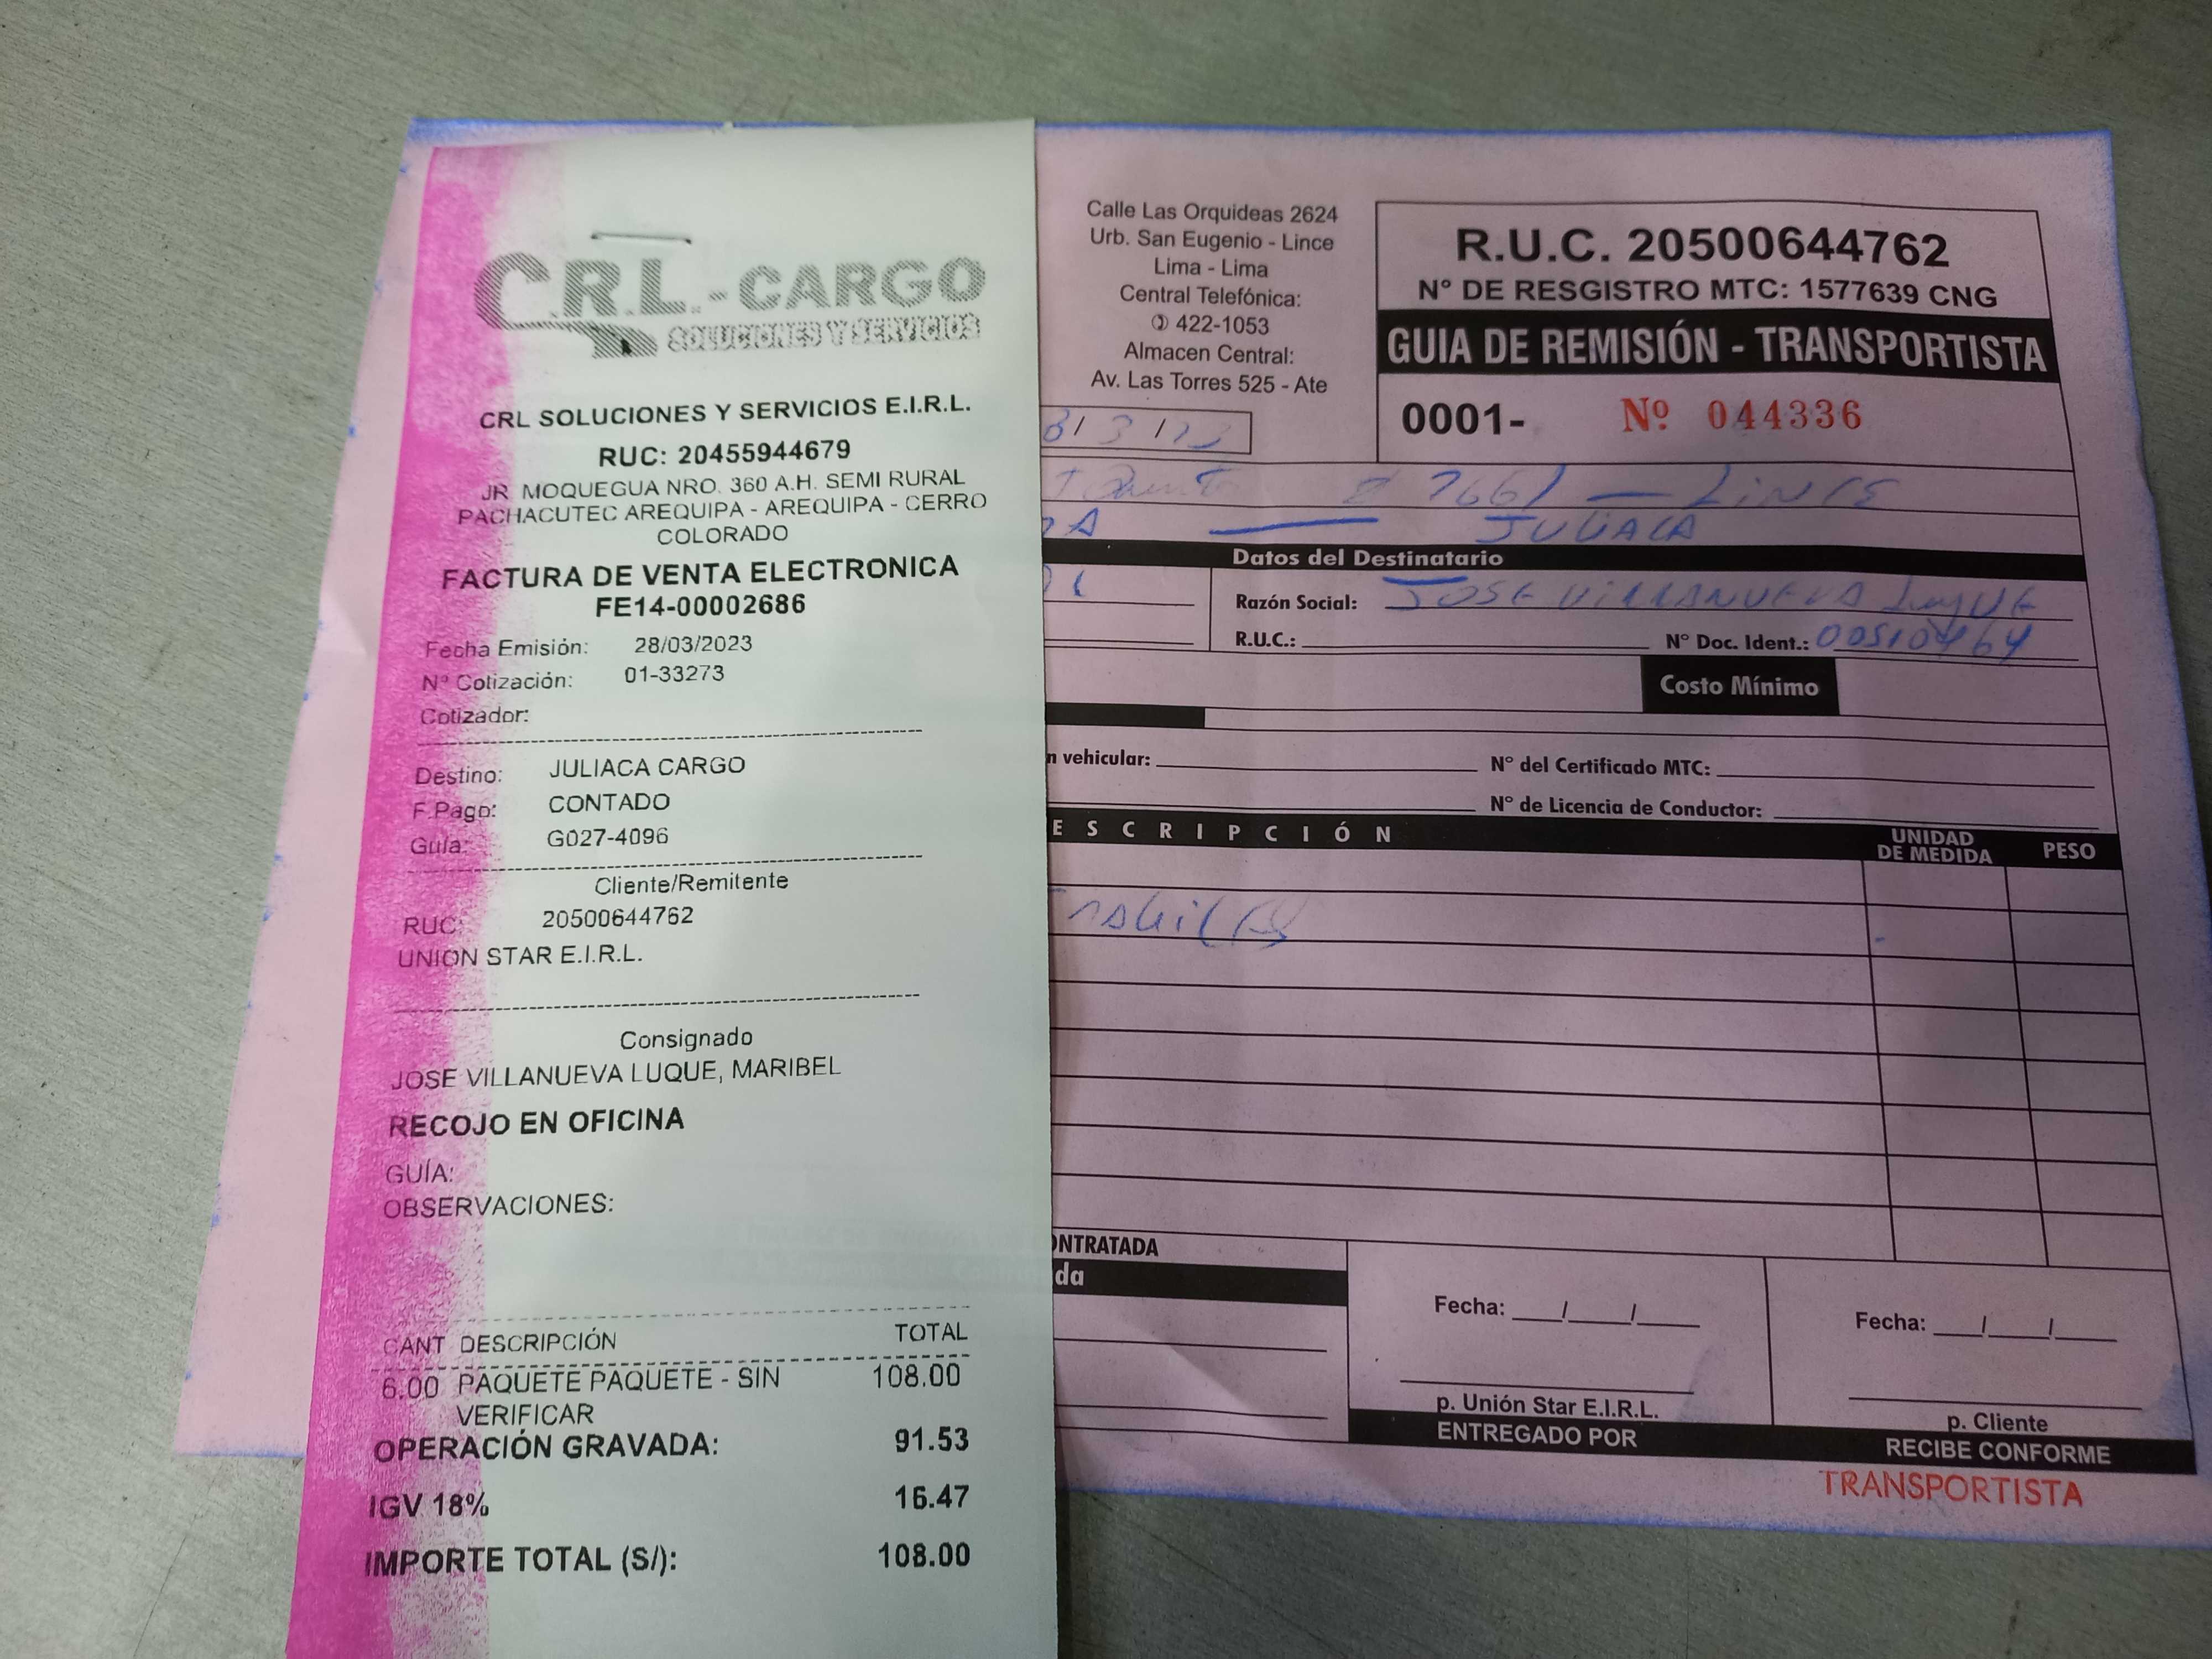 C.R.L.-CARGO
SOLUCIONES Y SERVICIOS
CRL SOLUCIONES Y SERVICIOS E.I.R.L.
RUC: 20455944679
JR MOQUEGUA NRO. 360 A.H. SEMI RURAL
PACHACUTEC AREQUIPA - AREQUIPA - CERRO
COLORADO
FACTURA DE VENTA ELECTRONICA
FE14-00002686
Fecha Emisión: 28/03/2023
Nº Cotización: 01-33273
Cotizador:
Destino: JULIACA CARGO
F.Pago: CONTADO
Guía: G027-4096
Cliente/Remitente
RUC: 20500644762
UNION STAR E.I.R.L.
Consignado
JOSE VILLANUEVA LUQUE, MARIBEL
RECOJO EN OFICINA
GUÍA:
OBSERVACIONES:
CANT DESCRIPCIÓN TOTAL
6.00 PAQUETE PAQUETE - SIN 108.00
VERIFICAR
OPERACIÓN GRAVADA: 91.53
IGV 18% 16.47
IMPORTE TOTAL (S/): 108.00
Calle Las Orquideas 2624
Urb. San Eugenio - Lince
Lima - Lima
Central Telefónica:
422-1053
Almacen Central:
Av. Las Torres 525 - Ate
R.U.C. 20500644762
N° DE RESGISTRO MTC: 1577639 CNG
GUIA DE REMISIÓN - TRANSPORTISTA
0001- Nº 044336
LINCE
JULIACA
Datos del Destinatario
Razón Social: JOSE VILLANUEVA LUQUE
R.U.C.: N° Doc. Ident.: 00510464
Costo Mínimo
n vehicular: N° del Certificado MTC:
N° de Licencia de Conductor:
ESCRIPCIÓN UNIDAD DE MEDIDA PESO
ONTRATADA
da
Fecha: / / Fecha: / /
p. Unión Star E.I.R.L. p. Cliente
ENTREGADO POR RECIBE CONFORME
TRANSPORTISTA